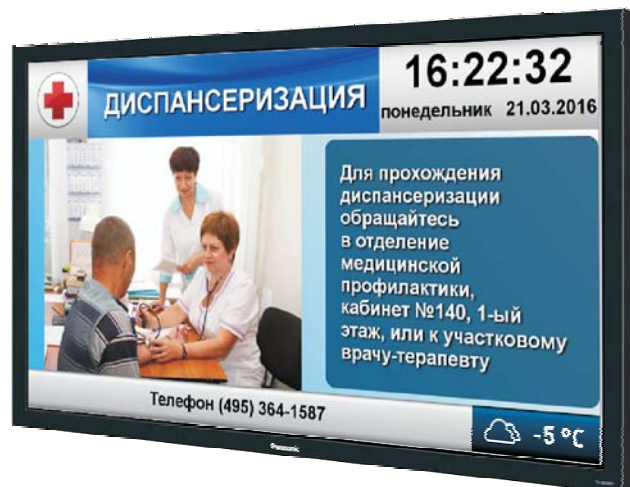 ДИСПАНСЕРИЗАЦИЯ
16:22:32
понедельник 21.03.2016
Для прохождения
диспансеризации
обращайтесь
в отделение
медицинской
профилактики,
кабинет №140, 1-ый
этаж, или к участковому
врачу-терапевту
Телефон (495) 364-1587
-5 °C
Panasonic